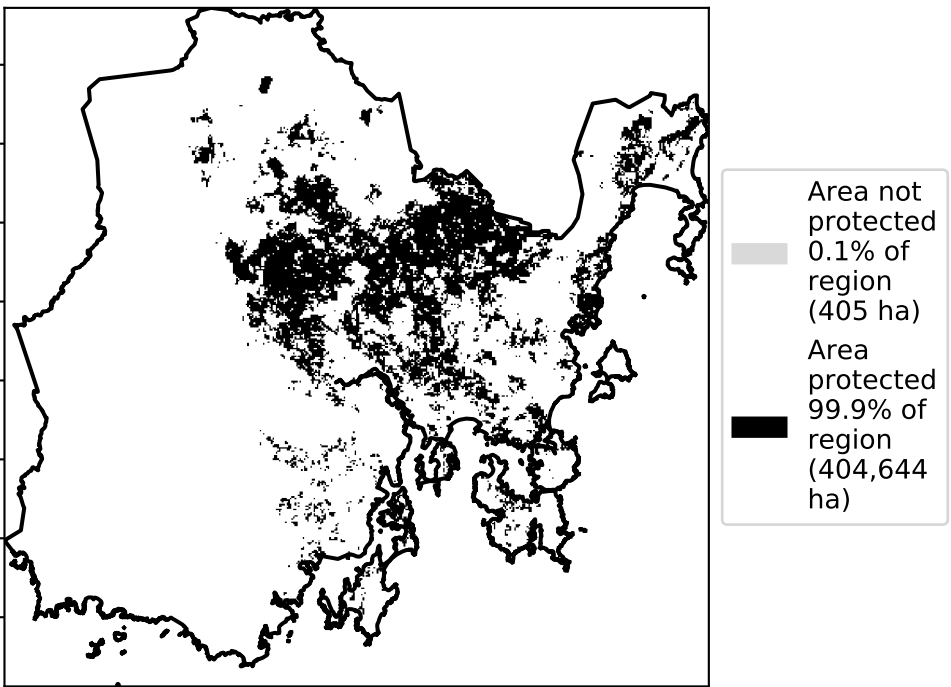 Area not
protected
0.1% of
region
(405 ha)
Area
protected
99.9% of
region
(404,644
ha)